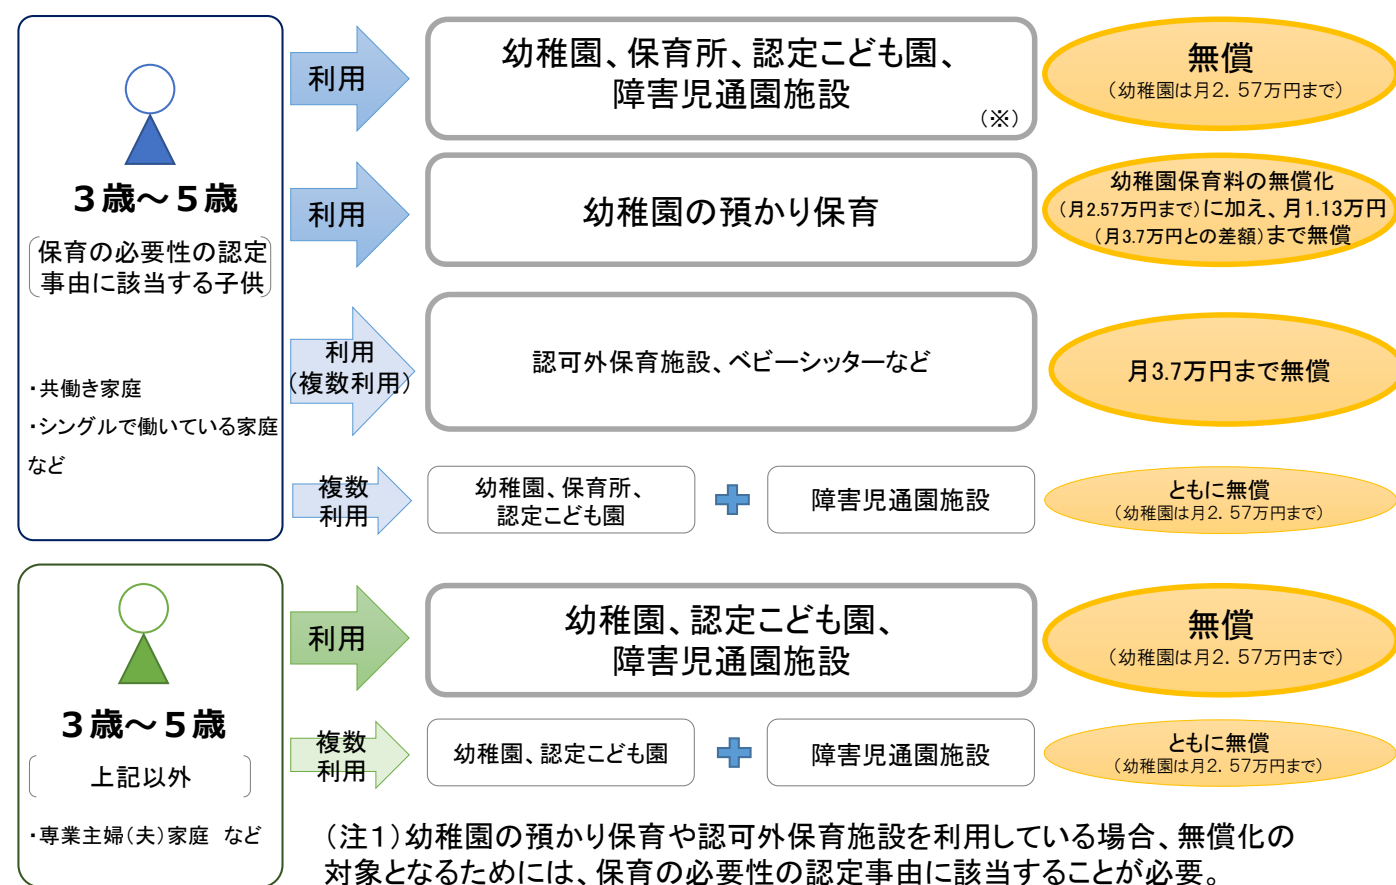 ３歳～５歳
保育の必要性の認定
事由に該当する子供
・共働き家庭
・シングルで働いている家庭
など
利用
幼稚園、保育所、認定こども園、
障害児通園施設
（※）
無償
（幼稚園は月２．５７万円まで）
利用
幼稚園の預かり保育
幼稚園保育料の無償化
（月2.57万円まで）に加え、月1.13万円
（月3.7万円との差額）まで無償
利用
（複数利用）
認可外保育施設、ベビーシッターなど
月3.7万円まで無償
複数
利用
幼稚園、保育所、
認定こども園
障害児通園施設
ともに無償
（幼稚園は月２．５７万円まで）
３歳～５歳
上記以外
・専業主婦（夫）家庭　など
利用
幼稚園、認定こども園、
障害児通園施設
無償
（幼稚園は月２．５７万円まで）
複数
利用
幼稚園、認定こども園
障害児通園施設
ともに無償
（幼稚園は月２．５７万円まで）
（注１）幼稚園の預かり保育や認可外保育施設を利用している場合、無償化の
対象となるためには、保育の必要性の認定事由に該当することが必要。